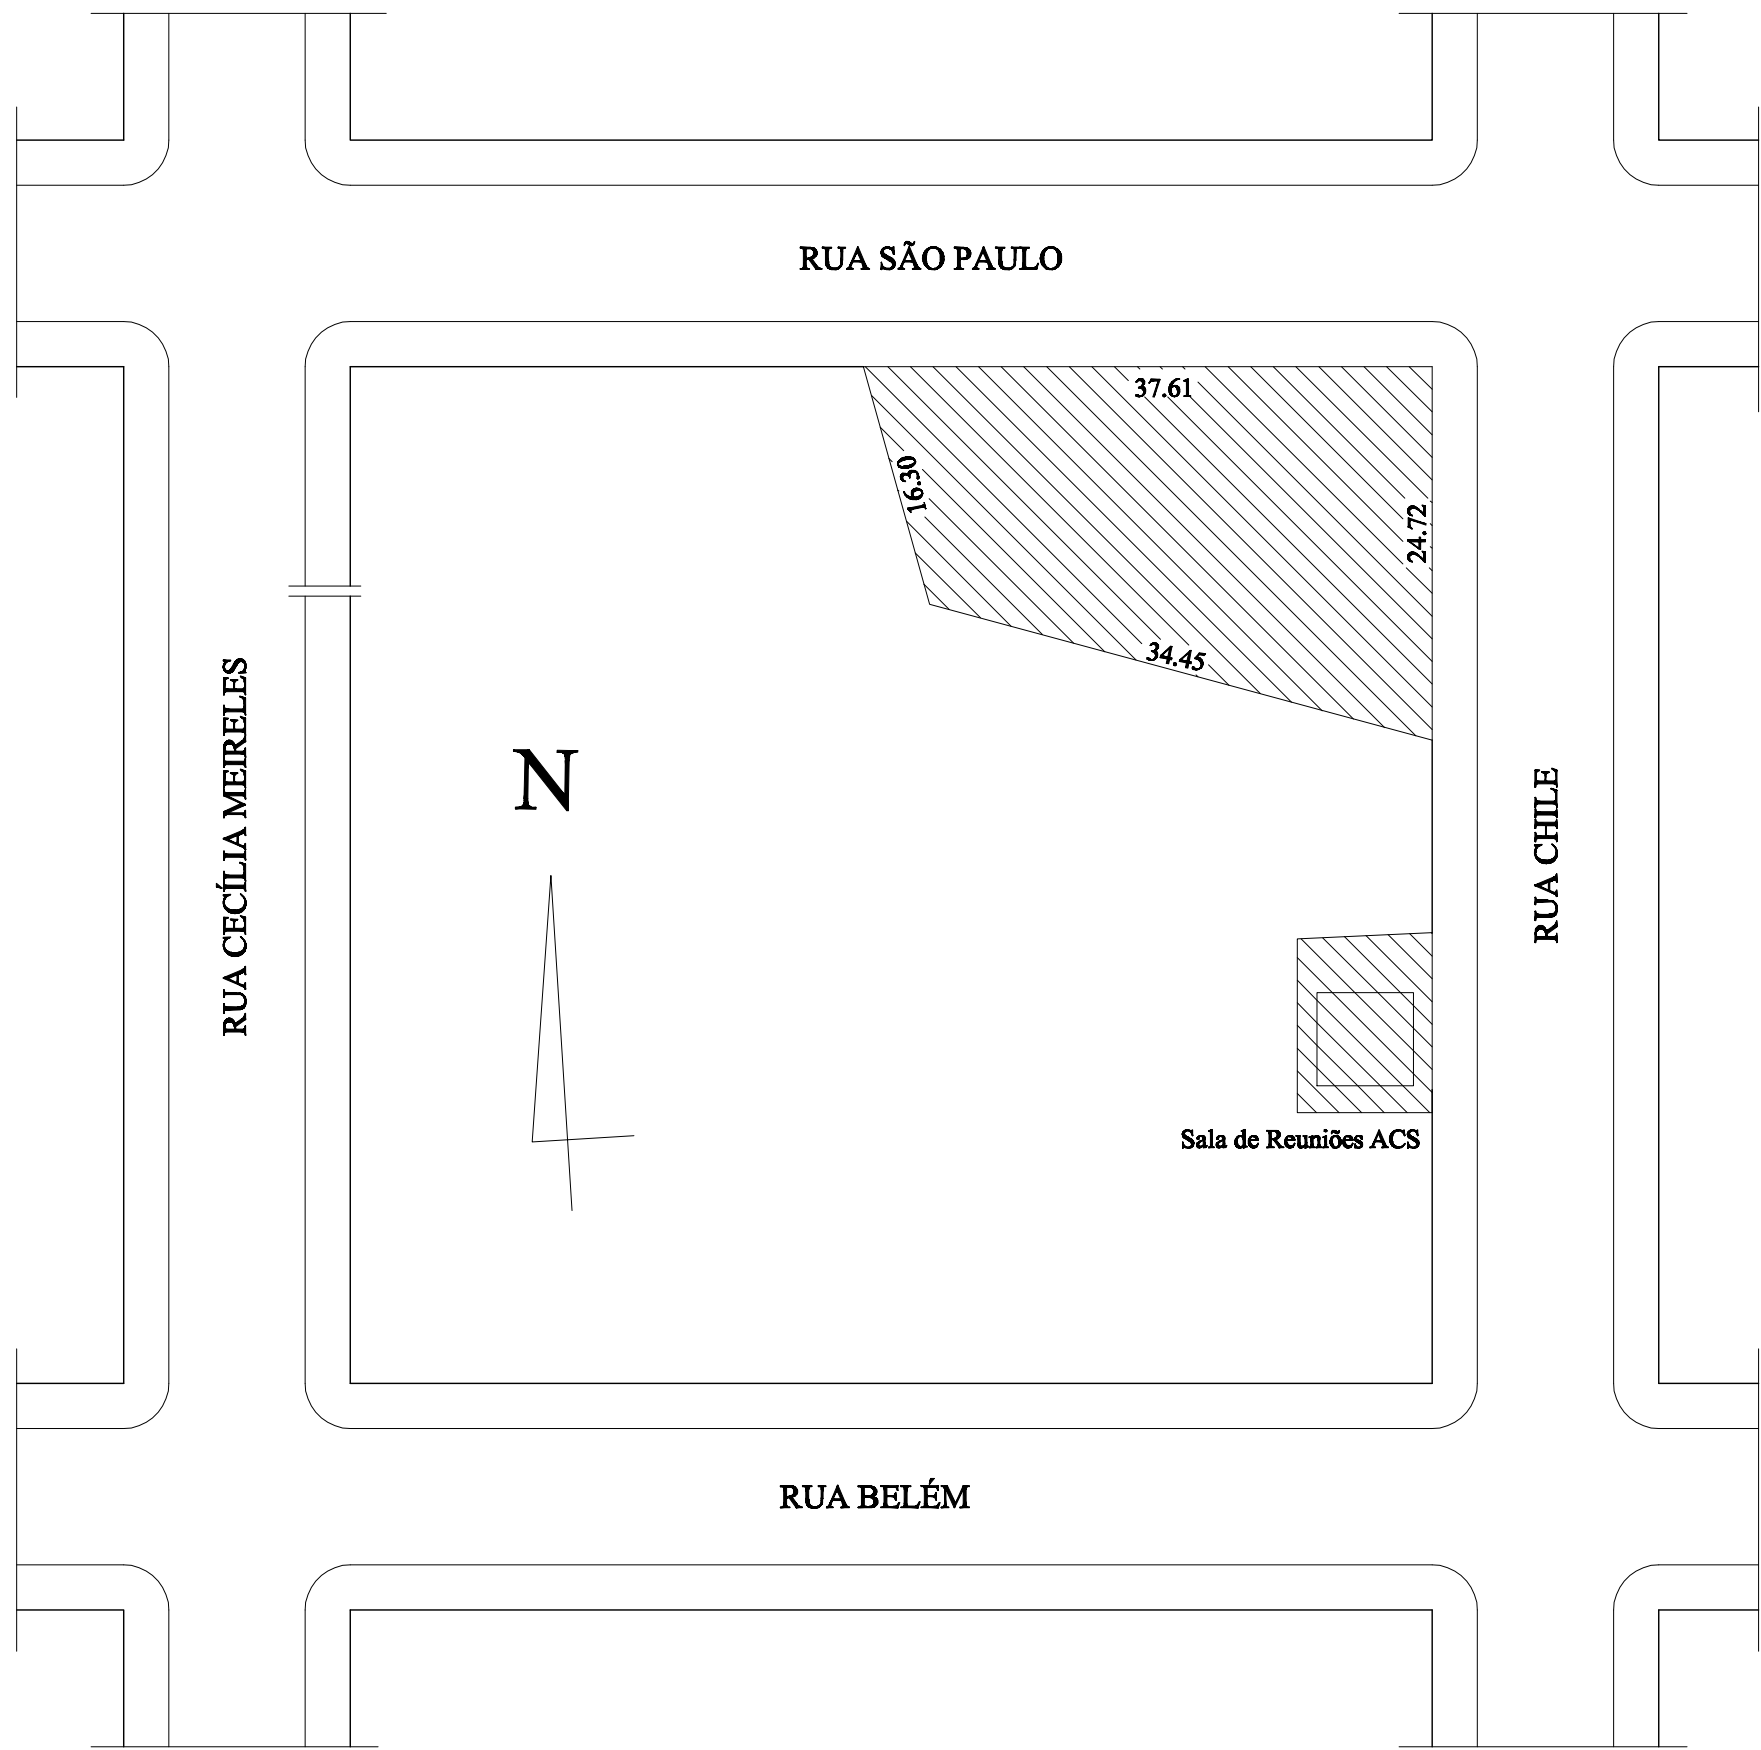 RUA SÃO PAULO
37.61
16.30
24.72
34.45
RUA CECÍLIA MEIRELES
N
RUA CHILE
Sala de Reuniões ACS
RUA BELÉM